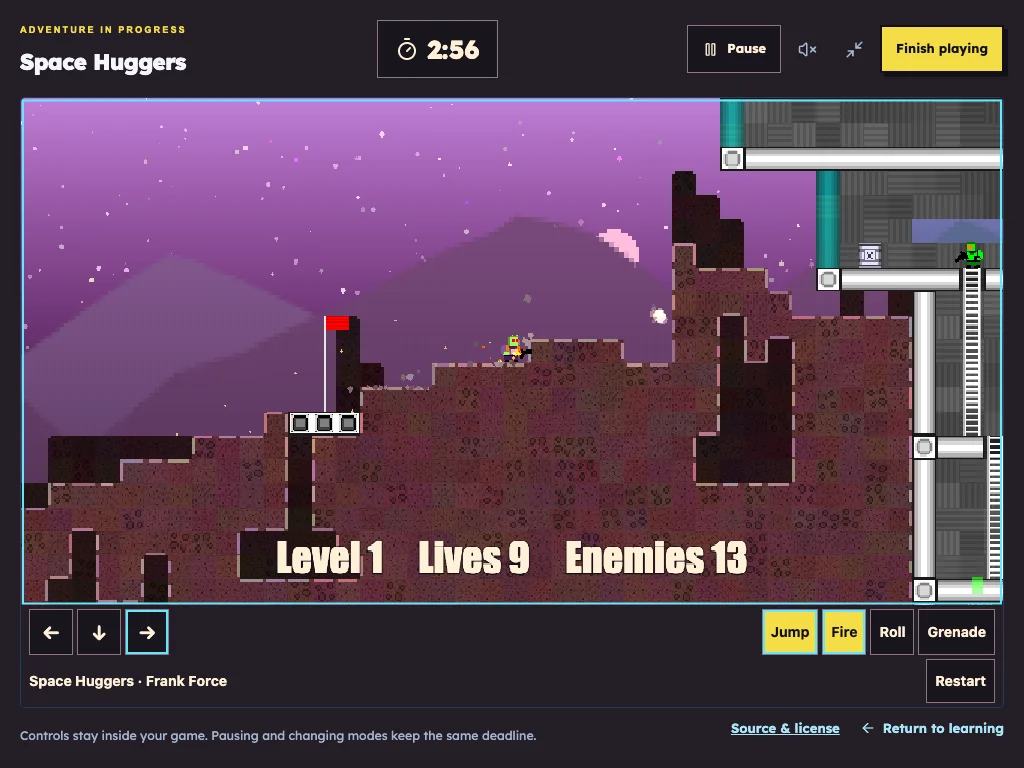 ADVENTURE IN PROGRESS
Space Huggers
2:56
Pause
Finish playing
Level 1 Lives 9 Enemies 13
Jump Fire Roll Grenade
Space Huggers · Frank Force
Restart
Controls stay inside your game. Pausing and changing modes keep the same deadline.
Source & license
← Return to learning